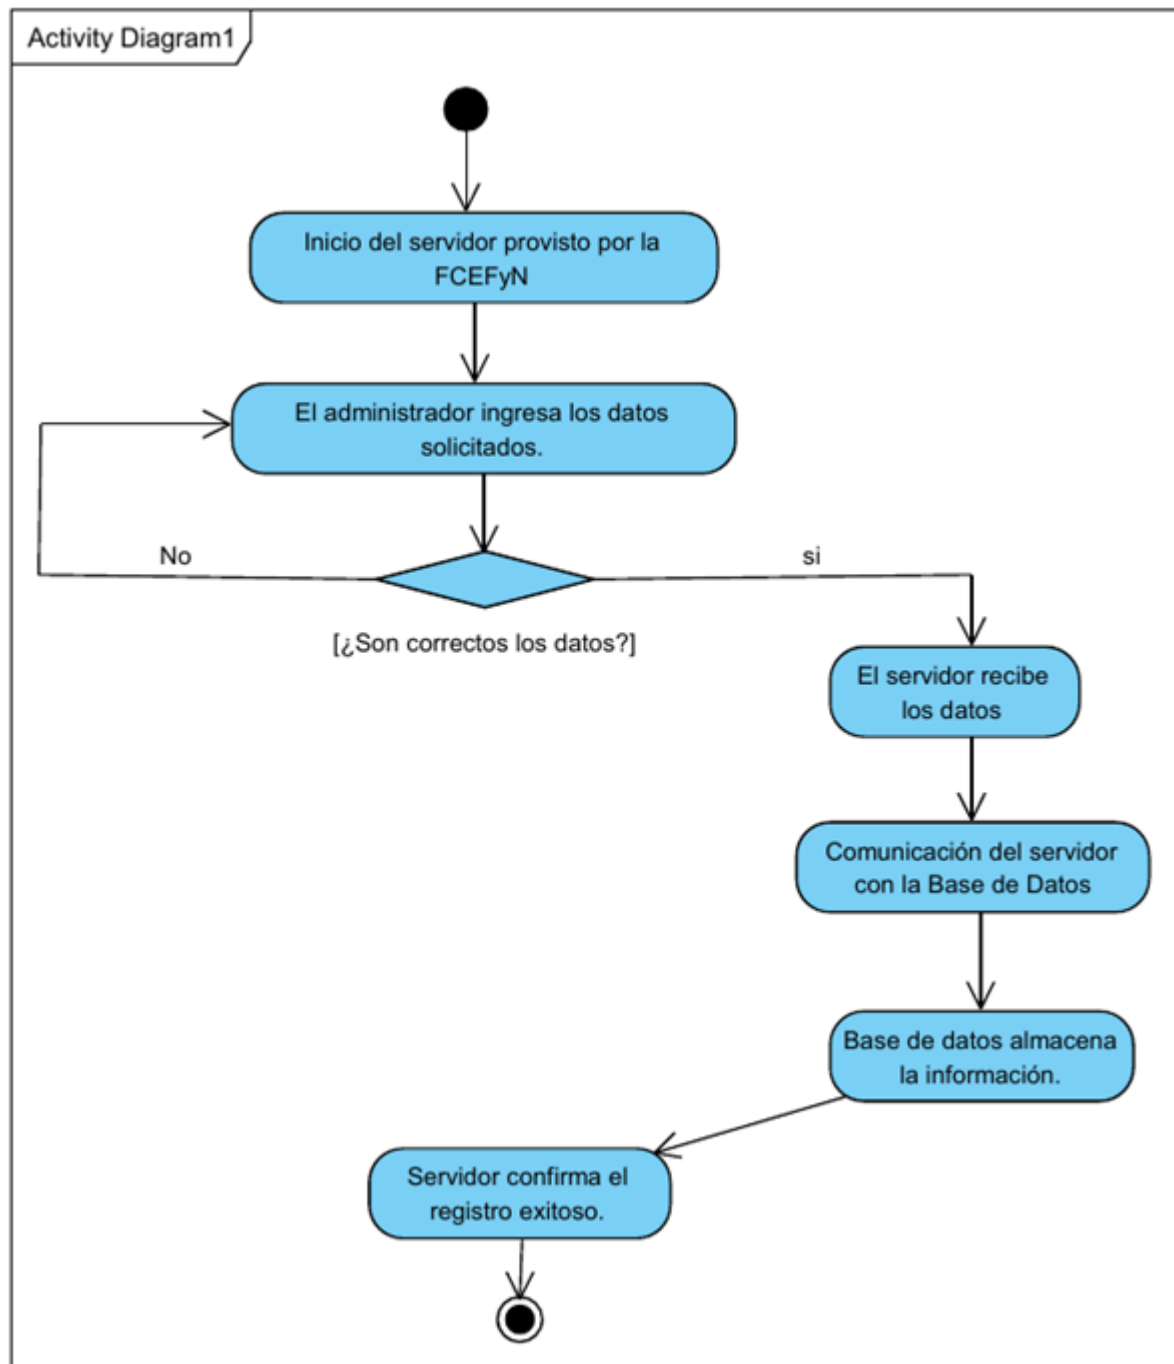 Activity Diagram1
Inicio del servidor provisto por la
FCEFyN
El administrador ingresa los datos
solicitados.
No
si
[¿Son correctos los datos?]
El servidor recibe
los datos
Comunicación del servidor
con la Base de Datos
Base de datos almacena
la información.
Servidor confirma el
registro exitoso.